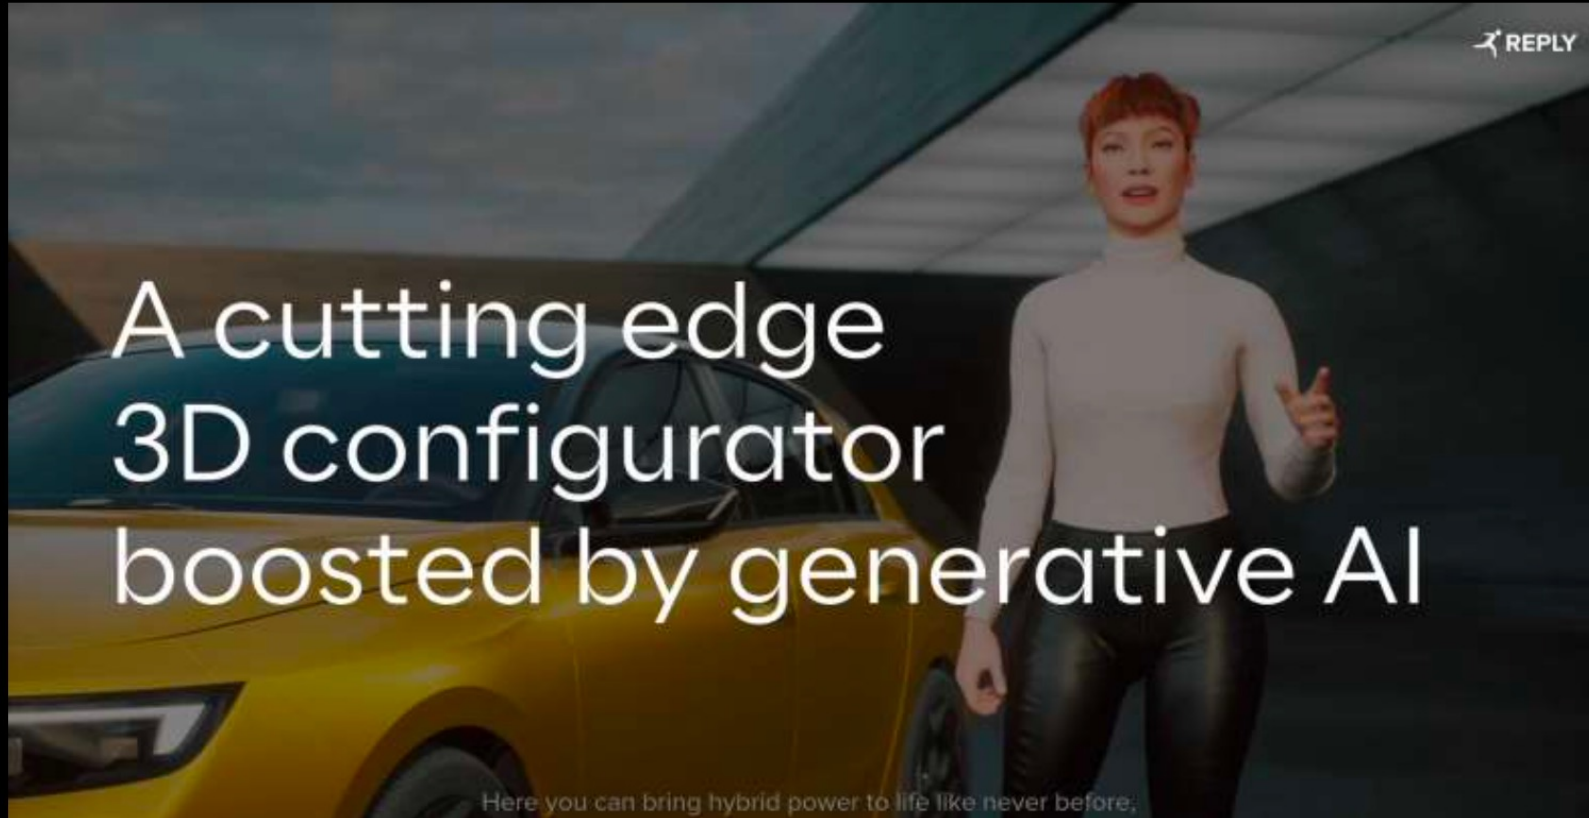 REPLY
A cutting edge
3D configurator
boosted by generative AI
Here you can bring hybrid power to life like never before,